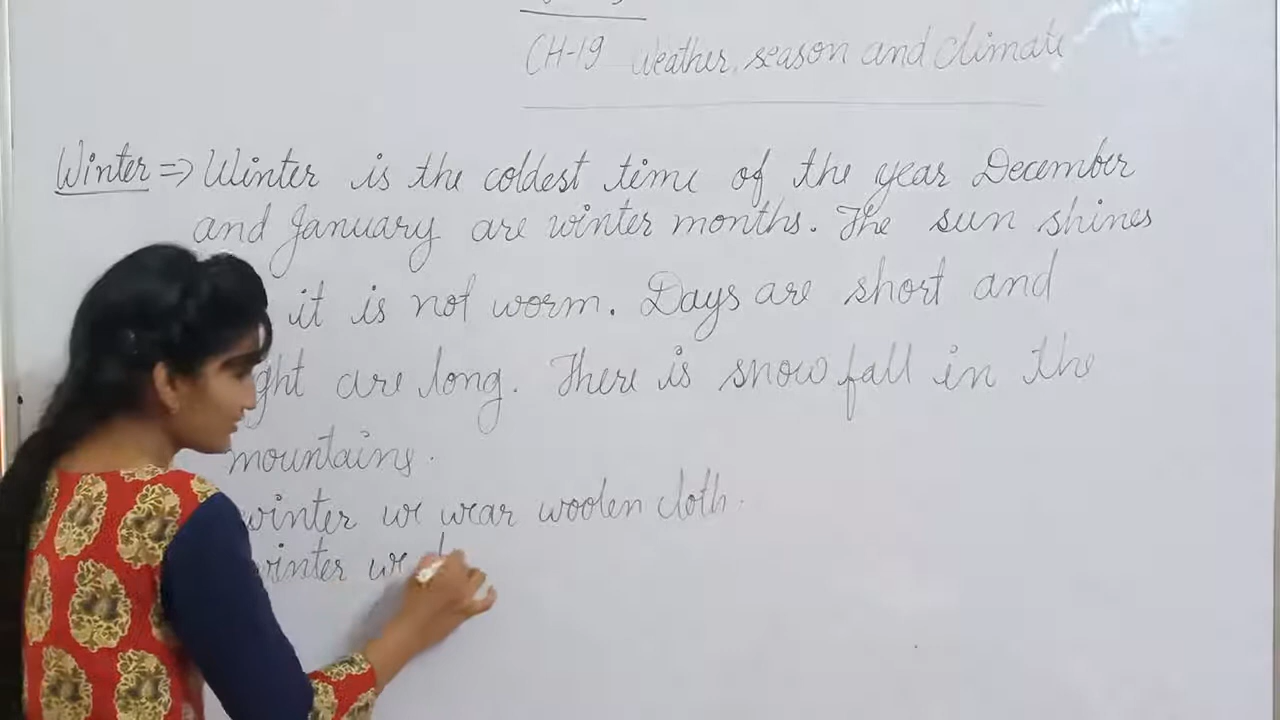 CH-19 Weather, season and climate
Winter => Winter is the coldest time of the year December
and January are winter months. The sun shines
it is not worm. Days are short and
ght are long. There is snow fall in the
mountains.
winter we wear woolen cloth.
winter we